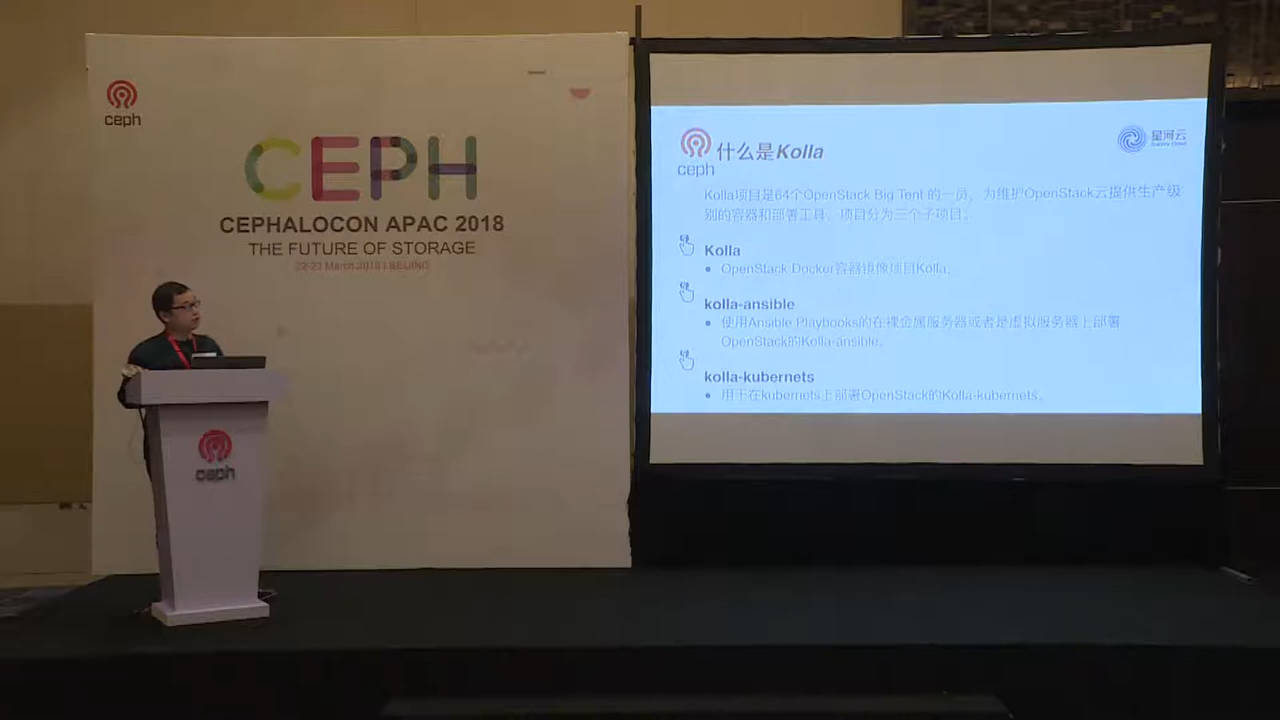 ceph
CEPH
CEPHALOCON APAC 2018
THE FUTURE OF STORAGE
22-23 March 2018 | BEIJING
ceph
ceph
什么是Kolla
星河云
Kolla项目是64个OpenStack Big Tent 的一员，为维护OpenStack云提供生产级
别的容器和部署工具。项目分为三个子项目。
Kolla
OpenStack Docker容器镜像项目Kolla。
kolla-ansible
使用Ansible Playbooks的在裸金属服务器或者是虚拟服务器上部署
OpenStack的Kolla-ansible。
kolla-kubernets
用于在kubernets上部署OpenStack的Kolla-kubernets。